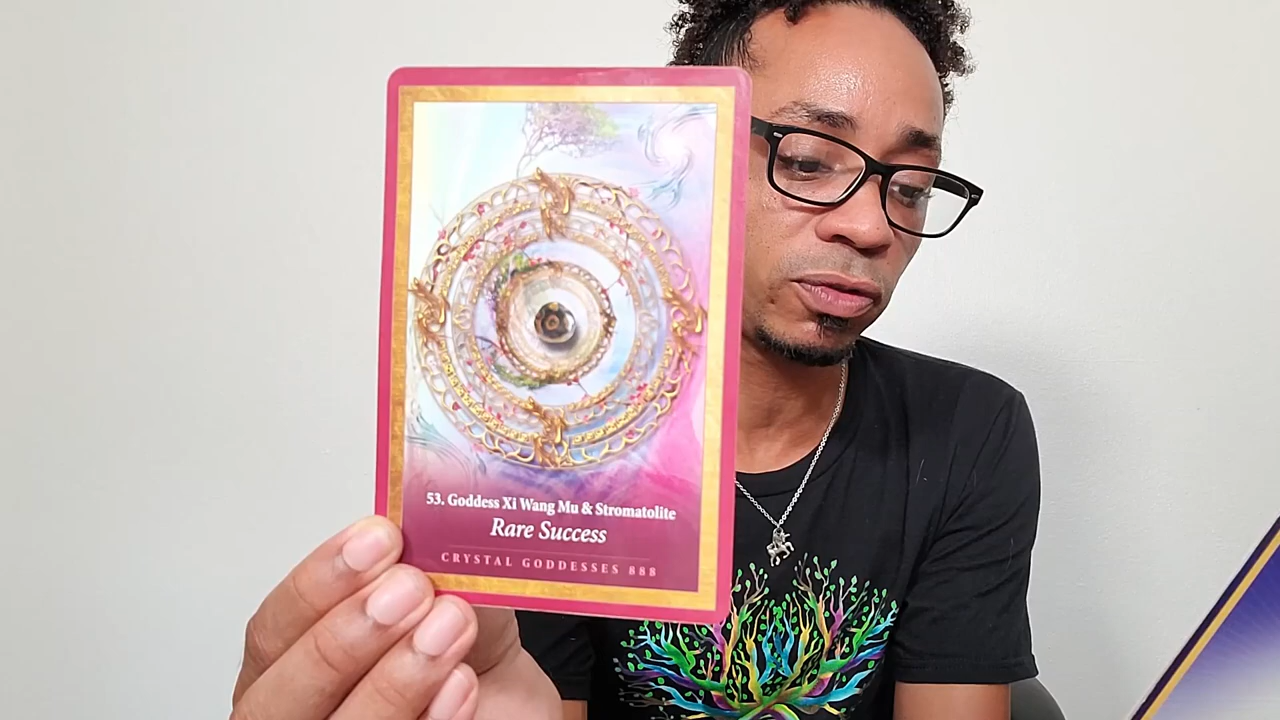 53. Goddess Xi Wang Mu & Stromatolite
Rare Success
CRYSTAL GODDESSES 888